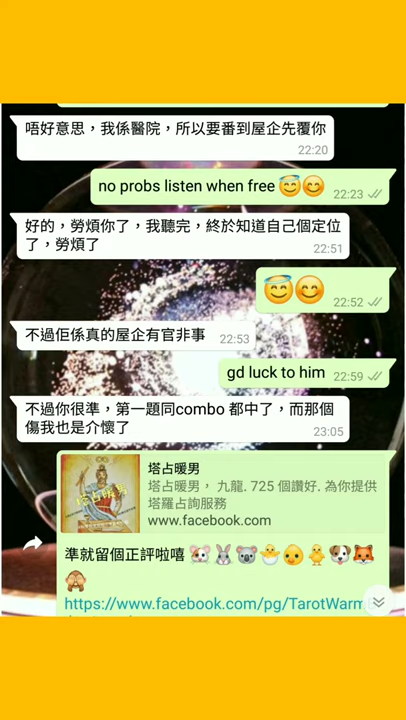 唔好意思，我係醫院，所以要番到屋企先覆你
22:20
no probs listen when free 😇😊
22:23
好的，勞煩你了，我聽完，終於知道自己個定位
了，勞煩了
22:51
😇😊
22:52
不過佢係真的屋企有官非事
22:53
gd luck to him
22:59
不過你很準，第一題同combo 都中了，而那個
傷我也是介懷了
23:05
塔占暖男
塔占暖男， 九龍. 725 個讚好. 為你提供
塔羅占詢服務
www.facebook.com
塔占暖男
準就留個正評啦嘻 🐹🐰🐨🐣🐥🐤🐶🦊
🙈
https://www.facebook.com/pg/TarotWarm